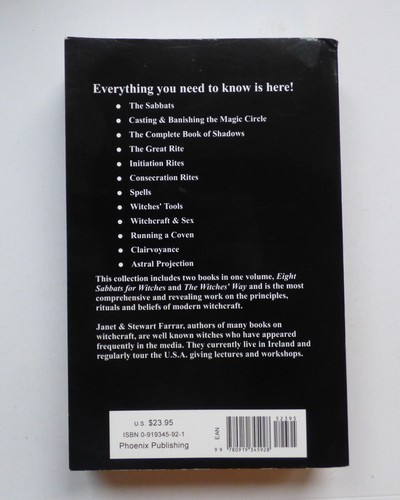 Everything you need to know is here!
• The Sabbats
• Casting & Banishing the Magic Circle
• The Complete Book of Shadows
• The Great Rite
• Initiation Rites
• Consecration Rites
• Spells
• Witches' Tools
• Witchcraft & Sex
• Running a Coven
• Clairvoyance
• Astral Projection
This collection includes two books in one volume, Eight
Sabbats for Witches and The Witches' Way and is the most
comprehensive and revealing work on the principles,
rituals and beliefs of modern witchcraft.
Janet & Stewart Farrar, authors of many books on
witchcraft, are well known witches who have appeared
frequently in the media. They currently live in Ireland and
regularly tour the U.S.A. giving lectures and workshops.
U.S. $23.95
ISBN 0-919345-92-1
Phoenix Publishing
EAN
52395
9 780919 345928